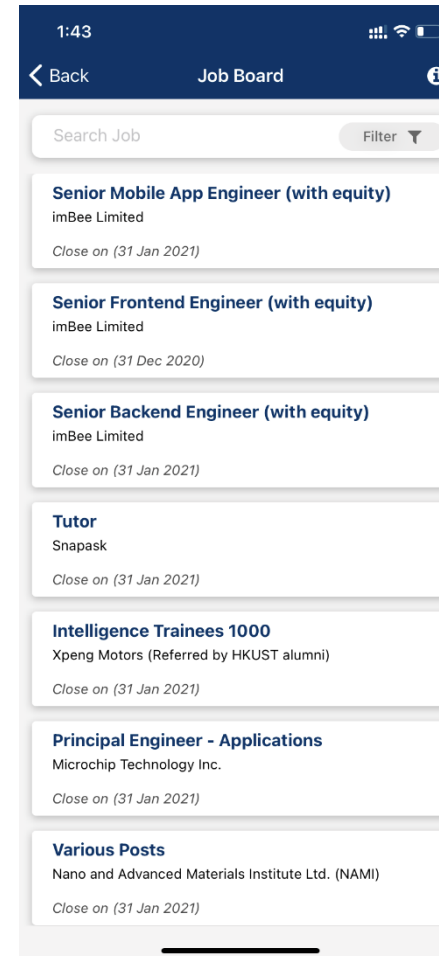 1:43
Back
Job Board
Search Job
Filter
Senior Mobile App Engineer (with equity)
imBee Limited
Close on (31 Jan 2021)
Senior Frontend Engineer (with equity)
imBee Limited
Close on (31 Dec 2020)
Senior Backend Engineer (with equity)
imBee Limited
Close on (31 Jan 2021)
Tutor
Snapask
Close on (31 Jan 2021)
Intelligence Trainees 1000
Xpeng Motors (Referred by HKUST alumni)
Close on (31 Jan 2021)
Principal Engineer - Applications
Microchip Technology Inc.
Close on (31 Jan 2021)
Various Posts
Nano and Advanced Materials Institute Ltd. (NAMI)
Close on (31 Jan 2021)